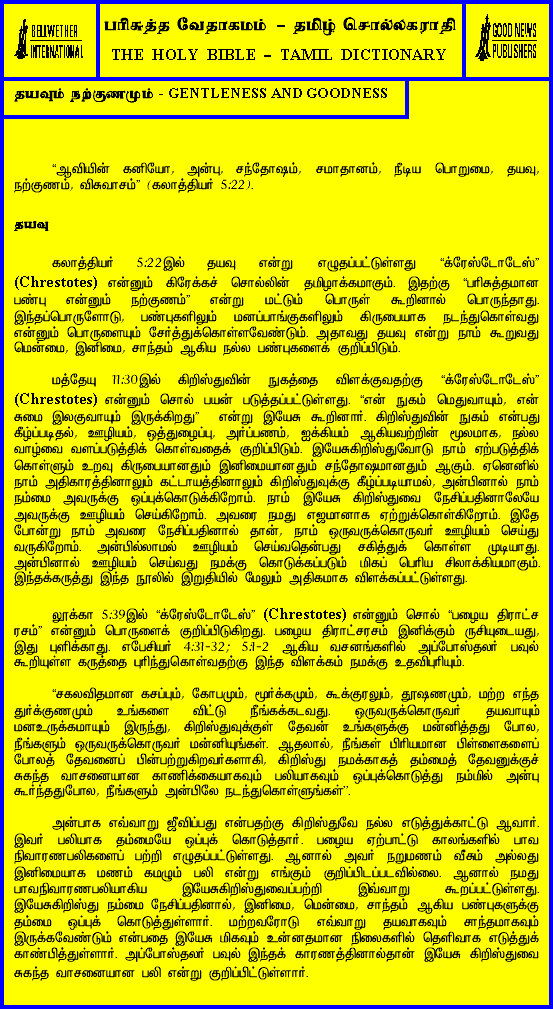 BELLWETHER
INTERNATIONAL
பரிசுத்த வேதாகமம் – தமிழ் சொல்லகராதி
THE HOLY BIBLE – TAMIL DICTIONARY
GOOD NEWS
PUBLISHERS
தயவும் நற்குணமும் - GENTLENESS AND GOODNESS
“ஆவியின் கனியோ, அன்பு, சந்தோஷம், சமாதானம், நீடிய பொறுமை, தயவு,
நற்குணம், விசுவாசம்” (கலாத்தியர் 5:22).
தயவு
கலாத்தியர் 5:22இல் தயவு என்று எழுதப்பட்டுள்ளது “க்ரேஸ்டோடேஸ்”
(Chrestotes) என்னும் கிரேக்கச் சொல்லின் தமிழாக்கமாகும். இதற்கு “பரிசுத்தமான
பண்பு என்னும் நற்குணம்” என்று மட்டும் பொருள் கூறினால் பொருந்தாது.
இந்தப்பொருளோடு, பண்புகளிலும் மனப்பாங்குகளிலும் கிருபையாக நடந்துகொள்வது
என்னும் பொருளையும் சேர்த்துக்கொள்ளவேண்டும். அதாவது தயவு என்று நாம் கூறுவது
மென்மை, இனிமை, சாந்தம் ஆகிய நல்ல பண்புகளைக் குறிப்பிடும்.
மத்தேயு 11:30இல் கிறிஸ்துவின் நுகத்தை விளக்குவதற்கு “க்ரேஸ்டோடேஸ்”
(Chrestotes) என்னும் சொல் பயன் படுத்தப்பட்டுள்ளது. “என் நுகம் மெதுவாயும், என்
சுமை இலகுவாயும் இருக்கிறது” என்று இயேசு கூறினார். கிறிஸ்துவின் நுகம் என்பது
கீழ்ப்படிதல், ஊழியம், ஒத்துழைப்பு, அர்ப்பணம், ஐக்கியம் ஆகியவற்றின் மூலமாக, நல்ல
வாழ்வை வளப்படுத்திக் கொள்வதைக் குறிப்பிடும். இயேசுகிறிஸ்துவோடு நாம் ஏற்படுத்திக்
கொள்ளும் உறவு கிருபையானதும் இனிமையானதும் சந்தோஷமானதும் ஆகும். ஏனெனில்
நாம் அதிகாரத்தினாலும் கட்டாயத்தினாலும் கிறிஸ்துவுக்கு கீழ்ப்படியாமல், அன்பினால் நாம்
நம்மை அவருக்கு ஒப்புக்கொடுக்கிறோம். நாம் இயேசு கிறிஸ்துவை நேசிப்பதினாலேயே
அவருக்கு ஊழியம் செய்கிறோம். அவரை நமது எஜமானாக ஏற்றுக்கொள்கிறோம். இதே
போன்று நாம் அவரை நேசிப்பதினால் தான், நாம் ஒருவருக்கொருவர் ஊழியம் செய்து
வருகிறோம். அன்பில்லாமல் ஊழியம் செய்வதென்பது சகித்துக் கொள்ள முடியாது.
அன்பினால் ஊழியம் செய்வது நமக்கு கொடுக்கப்படும் மிகப் பெரிய சிலாக்கியமாகும்.
இந்தக்கருத்து இந்த நூலில் இறுதியில் மேலும் அதிகமாக விளக்கப்பட்டுள்ளது.
லூக்கா 5:39இல் “க்ரேஸ்டோடேஸ்” (Chrestotes) என்னும் சொல் “பழைய திராட்ச
ரசம்” என்னும் பொருளைக் குறிப்பிடுகிறது. பழைய திராட்சரசம் இனிக்கும் ருசியுடையது,
இது புளிக்காது. எபேசியர் 4:31-32; 5:1-2 ஆகிய வசனங்களில் அப்போஸ்தலர் பவுல்
கூறியுள்ள கருத்தை புரிந்துகொள்வதற்கு இந்த விளக்கம் நமக்கு உதவிபுரியும்.
“சகலவிதமான கசப்பும், கோபமும், மூர்க்கமும், கூக்குரலும், தூஷணமும், மற்ற எந்த
துர்க்குணமும் உங்களை விட்டு நீங்கக்கடவது. ஒருவருக்கொருவர் தயவாயும்
மனஉருக்கமாயும் இருந்து, கிறிஸ்துவுக்குள் தேவன் உங்களுக்கு மன்னித்தது போல,
நீங்களும் ஒருவருக்கொருவர் மன்னியுங்கள். ஆதலால், நீங்கள் பிரியமான பிள்ளைகளைப்
போலத் தேவனைப் பின்பற்றுகிறவர்களாகி, கிறிஸ்து நமக்காகத் தம்மைத் தேவனுக்குச்
சுகந்த வாசனையான காணிக்கையாகவும் பலியாகவும் ஒப்புக்கொடுத்து நம்மில் அன்பு
கூர்ந்ததுபோல, நீங்களும் அன்பிலே நடந்துகொள்ளுங்கள்”.
அன்பாக எவ்வாறு ஜீவிப்பது என்பதற்கு கிறிஸ்துவே நல்ல எடுத்துக்காட்டு ஆவார்.
இவர் பலியாக தம்மையே ஒப்புக் கொடுத்தார். பழைய ஏற்பாட்டு காலங்களில் பாவ
நிவாரணபலிகளைப் பற்றி எழுதப்பட்டுள்ளது. ஆனால் அவர் நறுமணம் வீசும் அல்லது
இனிமையாக மணம் கமழும் பலி என்று எங்கும் குறிப்பிடப்படவில்லை. ஆனால் நமது
பாவநிவாரணபலியாகிய இயேசுகிறிஸ்துவைப்பற்றி இவ்வாறு கூறப்பட்டுள்ளது.
இயேசுகிறிஸ்து நம்மை நேசிப்பதினால், இனிமை, மென்மை, சாந்தம் ஆகிய பண்புகளுக்கு
தம்மை ஒப்புக் கொடுத்துள்ளார். மற்றவரோடு எவ்வாறு தயவாகவும் சாந்தமாகவும்
இருக்கவேண்டும் என்பதை இயேசு மிகவும் உன்னதமான நிலைகளில் தெளிவாக எடுத்துக்
காண்பித்துள்ளார். அப்போஸ்தலர் பவுல் இந்தக் காரணத்தினால்தான் இயேசு கிறிஸ்துவை
சுகந்த வாசனையான பலி என்று குறிப்பிட்டுள்ளார்.